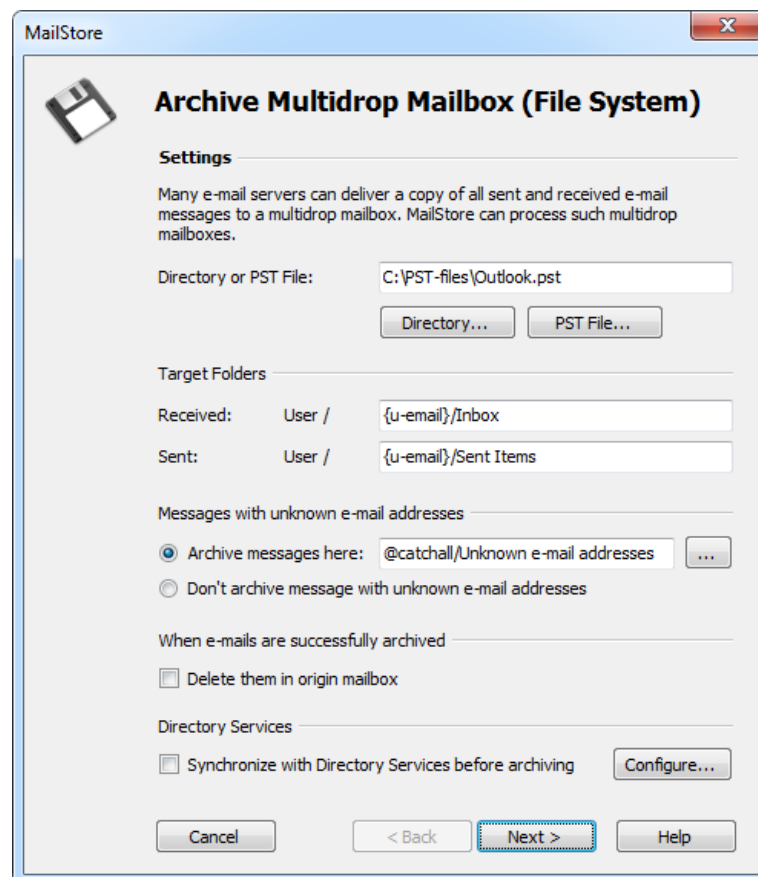 MailStore
Archive Multidrop Mailbox (File System)
Settings
Many e-mail servers can deliver a copy of all sent and received e-mail
messages to a multidrop mailbox. MailStore can process such multidrop
mailboxes.
Directory or PST File: C:\PST-files\Outlook.pst
Directory... PST File...
Target Folders
Received: User / {u-email}/Inbox
Sent: User / {u-email}/Sent Items
Messages with unknown e-mail addresses
Archive messages here: @catchall/Unknown e-mail addresses ...
Don't archive message with unknown e-mail addresses
When e-mails are successfully archived
Delete them in origin mailbox
Directory Services
Synchronize with Directory Services before archiving Configure...
Cancel < Back Next > Help